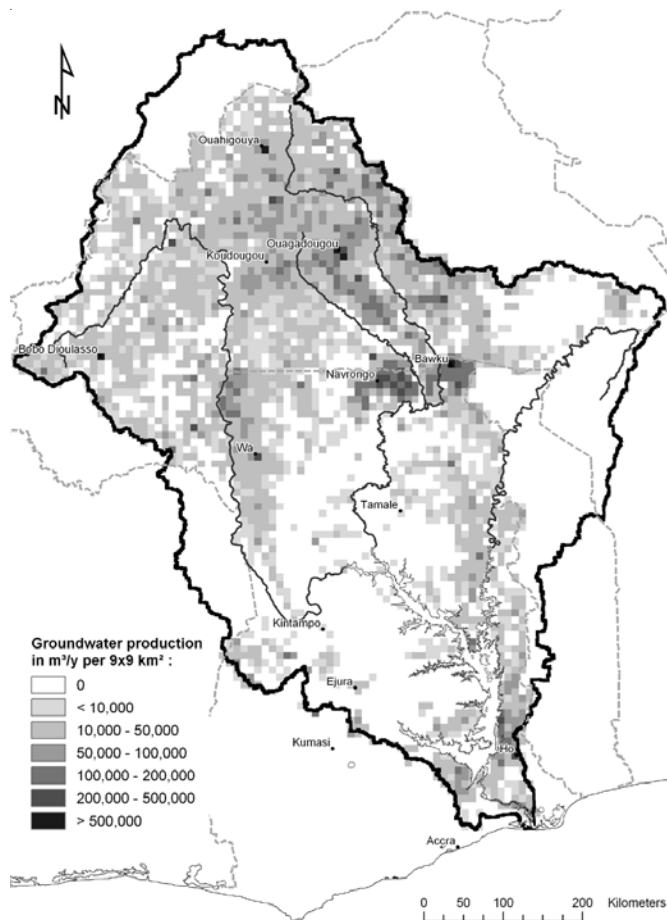 N
Ouahigouya
Ouagadougou
Koudougou
Bobo Dioulasso
Bawku
Navrongo
Wa
Tamale
Kintampo
Groundwater production
in m³/y per 9x9 km² :
0
< 10,000
10,000 - 50,000
50,000 - 100,000
100,000 - 200,000
200,000 - 500,000
> 500,000
Ejura
Kumasi
Ho
Accra
0 50 100 200 Kilometers